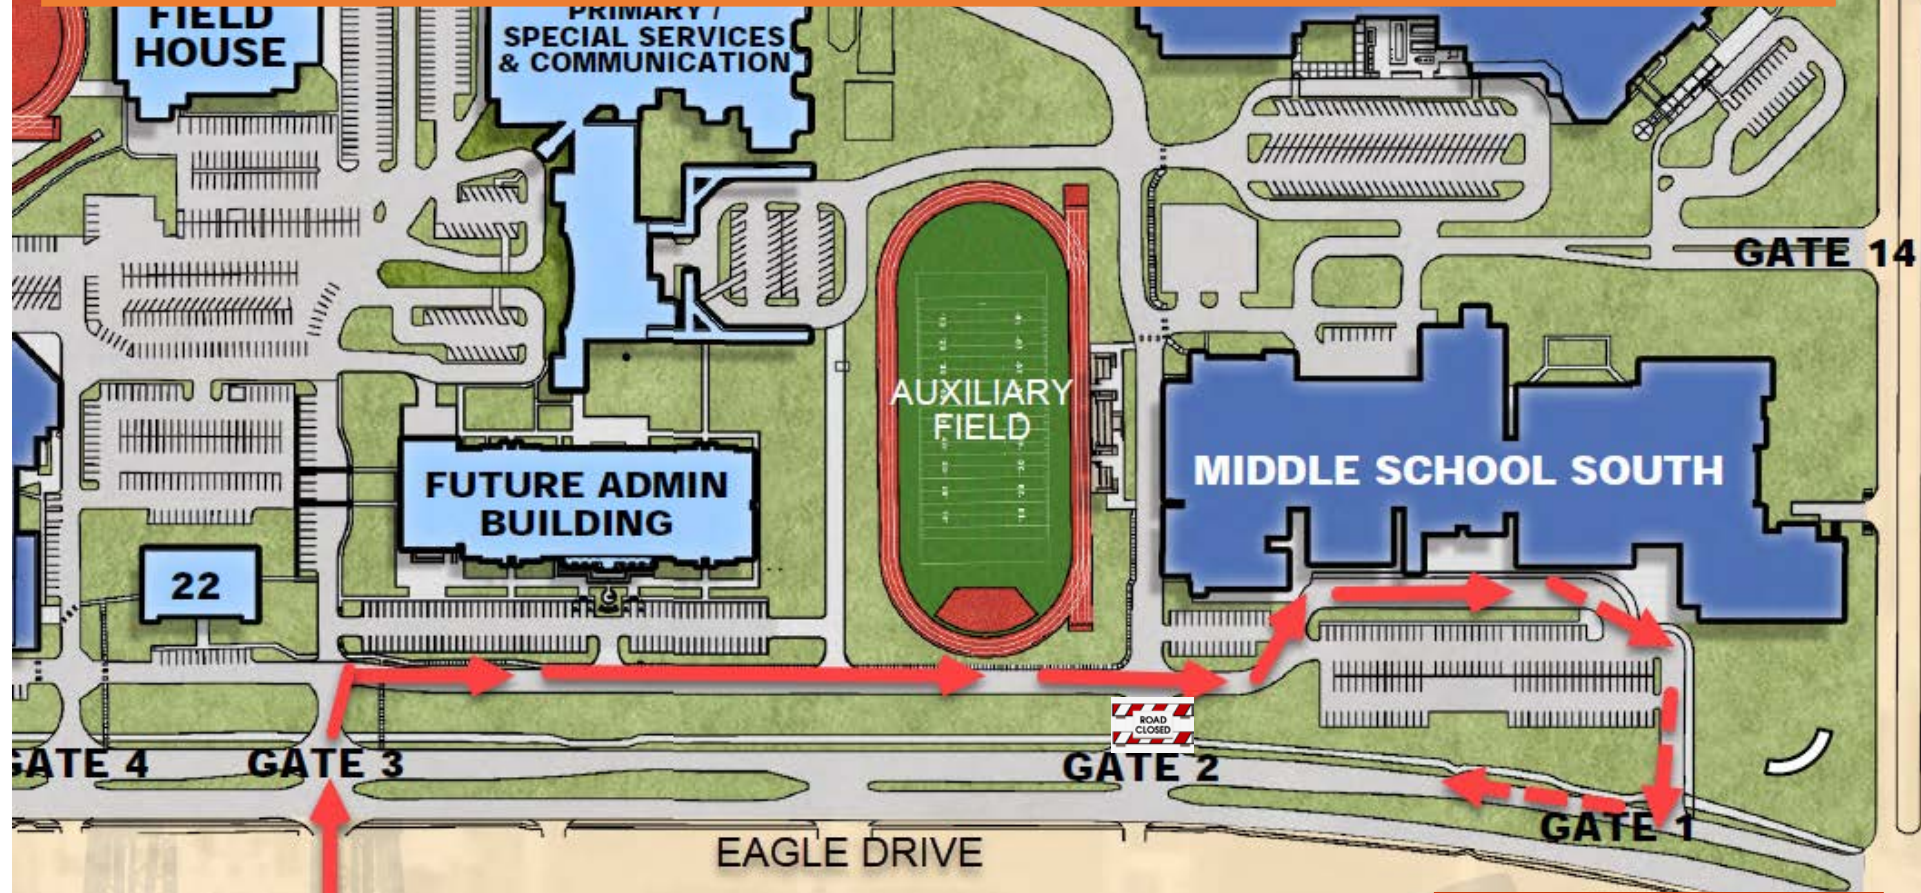 FIELD
HOUSE
PRIMARY /
SPECIAL SERVICES
& COMMUNICATION
GATE 14
AUXILIARY
FIELD
MIDDLE SCHOOL SOUTH
FUTURE ADMIN
BUILDING
22
ROAD
CLOSED
GATE 4
GATE 3
GATE 2
GATE 1
EAGLE DRIVE